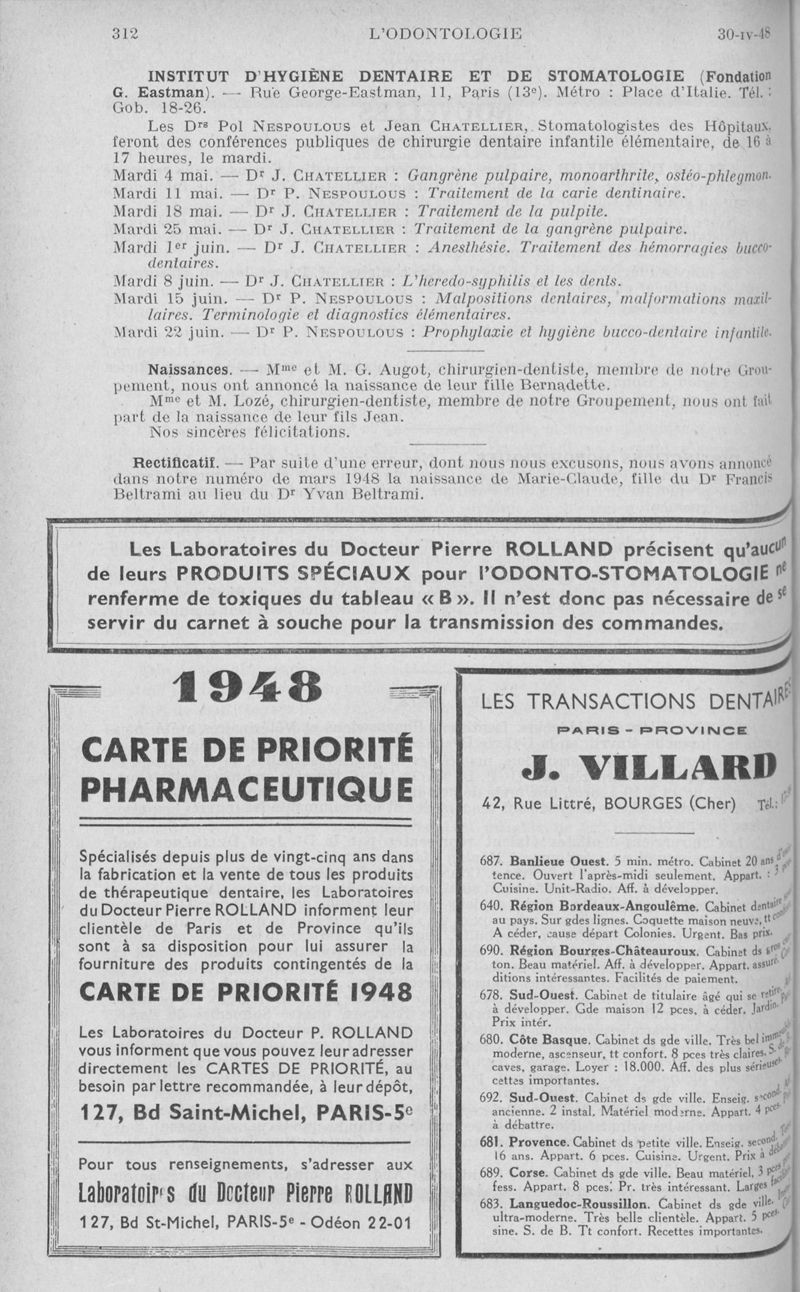 312 L'ODONTOLOGIE 30-IV-48
INSTITUT D'HYGIÈNE DENTAIRE ET DE STOMATOLOGIE (Fondation
G. Eastman). — Rue George-Eastman, 11, Paris (13e). Métro : Place d'Italie. Tél. :
Gob. 18-26.
Les Drs Pol NESPOULOUS et Jean CHATELLIER, Stomatologistes des Hôpitaux,
feront des conférences publiques de chirurgie dentaire infantile élémentaire, de 16 à
17 heures, le mardi.
Mardi 4 mai. — Dr J. CHATELLIER : Gangrène pulpaire, monoarthrite, ostéo-phlegmon.
Mardi 11 mai. — Dr P. NESPOULOUS : Traitement de la carie dentinaire.
Mardi 18 mai. — Dr J. CHATELLIER : Traitement de la pulpite.
Mardi 25 mai. — Dr J. CHATELLIER : Traitement de la gangrène pulpaire.
Mardi 1er juin. — Dr J. CHATELLIER : Anesthésie. Traitement des hémorragies bucco-
dentaires.
Mardi 8 juin. — Dr J. CHATELLIER : L'heredo-syphilis et les dents.
Mardi 15 juin. — Dr P. NESPOULOUS : Malpositions dentaires, malformations maxil-
laires. Terminologie et diagnostics élémentaires.
Mardi 22 juin. — Dr P. NESPOULOUS : Prophylaxie et hygiène bucco-dentaire infantile.
Naissances. — Mme et M. G. Augot, chirurgien-dentiste, membre de notre Grou-
pement, nous ont annoncé la naissance de leur fille Bernadette.
Mme et M. Lozé, chirurgien-dentiste, membre de notre Groupement, nous ont fait
part de la naissance de leur fils Jean.
Nos sincères félicitations.
Rectificatif. — Par suite d'une erreur, dont nous nous excusons, nous avons annoncé
dans notre numéro de mars 1948 la naissance de Marie-Claude, fille du Dr Francis
Beltrami au lieu du Dr Yvan Beltrami.
Les Laboratoires du Docteur Pierre ROLLAND précisent qu'aucun
de leurs PRODUITS SPÉCIAUX pour l'ODONTO-STOMATOLOGIE ne
renferme de toxiques du tableau « B ». Il n'est donc pas nécessaire de se
servir du carnet à souche pour la transmission des commandes.
1948
CARTE DE PRIORITÉ
PHARMACEUTIQUE
Spécialisés depuis plus de vingt-cinq ans dans
la fabrication et la vente de tous les produits
de thérapeutique dentaire, les Laboratoires
du Docteur Pierre ROLLAND informent leur
clientèle de Paris et de Province qu'ils
sont à sa disposition pour lui assurer la
fourniture des produits contingentés de la
CARTE DE PRIORITÉ 1948
Les Laboratoires du Docteur P. ROLLAND
vous informent que vous pouvez leur adresser
directement les CARTES DE PRIORITÉ, au
besoin par lettre recommandée, à leur dépôt,
127, Bd Saint-Michel, PARIS-5e
Pour tous renseignements, s'adresser aux
Laboratoires du Docteur Pierre ROLLAND
127, Bd St-Michel, PARIS-5e - Odéon 22-01
LES TRANSACTIONS DENTAIRES
PARIS - PROVINCE
J. VILLARD
42, Rue Littré, BOURGES (Cher) Tél.:
687. Banlieue Ouest. 5 min. métro. Cabinet 20 ans
tence. Ouvert l'après-midi seulement. Appart. : 3
Cuisine. Unit-Radio. Aff. à développer.
640. Région Bordeaux-Angoulême. Cabinet dentaire
au pays. Sur gdes lignes. Coquette maison neuve, tt
A céder, cause départ Colonies. Urgent. Bas prix.
690. Région Bourges-Châteauroux. Cabinet ds gros
ton. Beau matériel. Aff. à développer. Appart. assuré.
ditions intéressantes. Facilités de paiement.
678. Sud-Ouest. Cabinet de titulaire âgé qui se retire
à développer. Gde maison 12 pces, à céder. Jardin.
Prix intér.
680. Côte Basque. Cabinet ds gde ville. Très bel
moderne, ascenseur, tt confort. 8 pces très claires.
caves, garage. Loyer : 18.000. Aff. des plus sérieuses
cettes importantes.
692. Sud-Ouest. Cabinet ds gde ville. Enseig. second.
ancienne. 2 instal. Matériel moderne. Appart. 4 pces.
à débattre.
681. Provence. Cabinet ds petite ville. Enseig. second.
16 ans. Appart. 6 pces. Cuisine. Urgent. Prix à
689. Corse. Cabinet ds gde ville. Beau matériel, 3 pces
fess. Appart. 8 pces. Pr. très intéressant. Larges
683. Languedoc-Roussillon. Cabinet ds gde ville.
ultra-moderne. Très belle clientèle. Appart. 5 pces.
sine. S. de B. Tt confort. Recettes importantes.